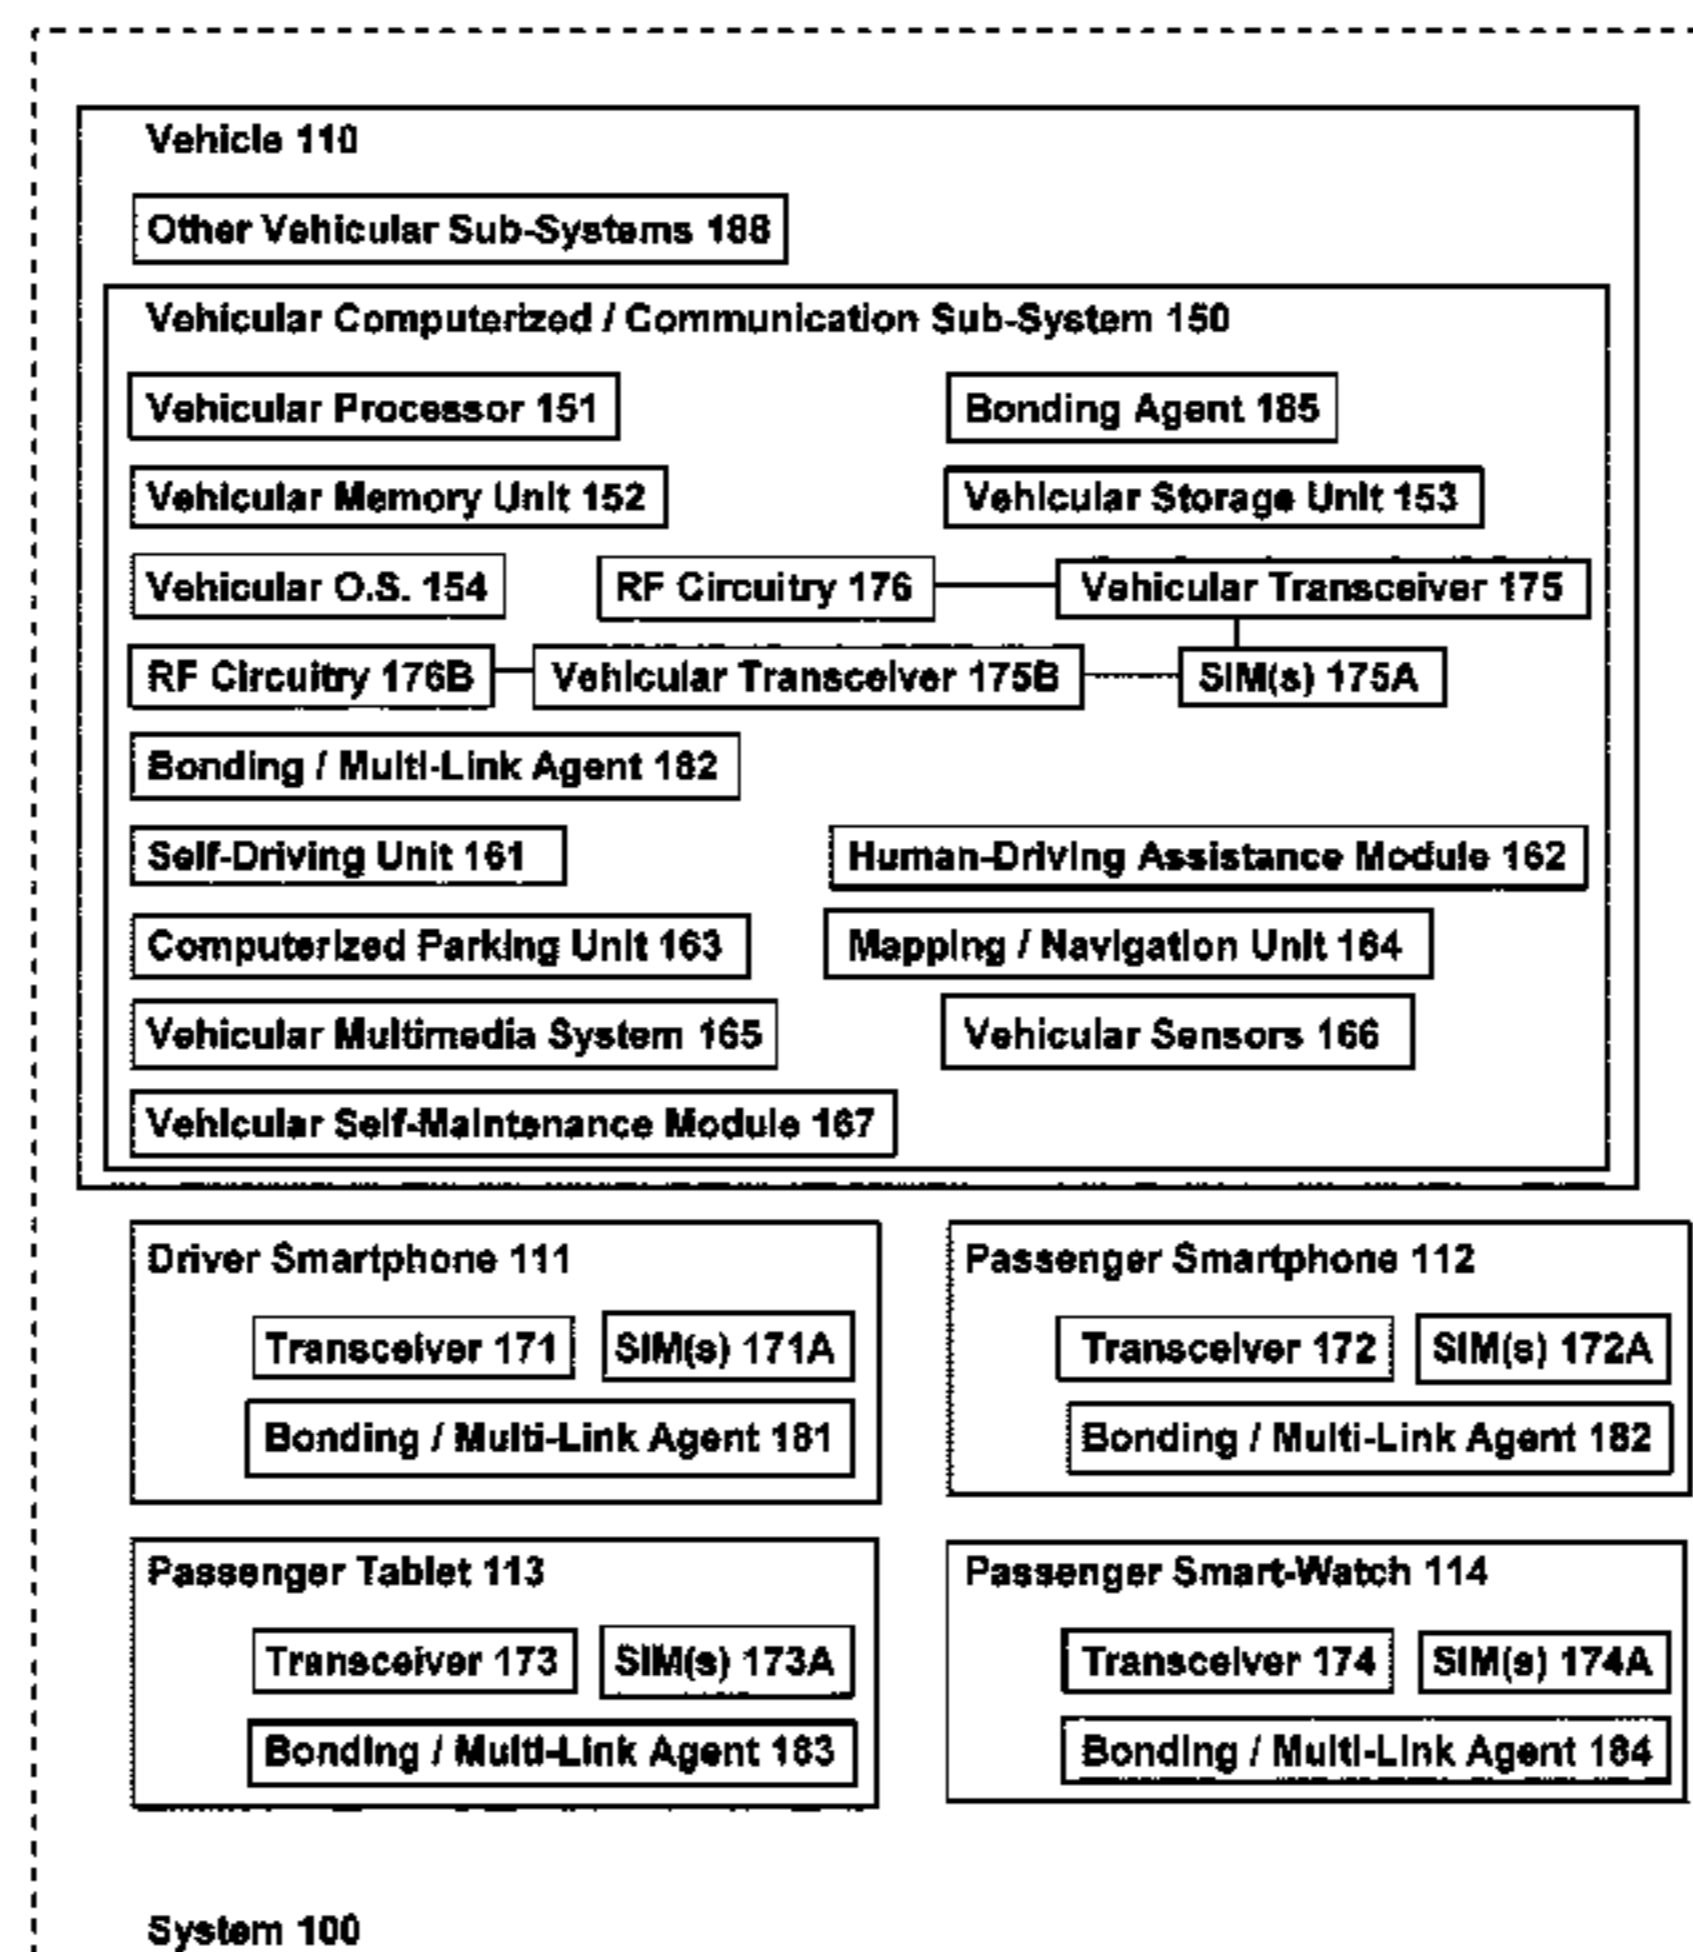 Vehicle 110
Other Vehicular Sub-Systems 188
Vehicular Computerized / Communication Sub-System 150
Vehicular Processor 151 Bonding Agent 185
Vehicular Memory Unit 152 Vehicular Storage Unit 153
Vehicular O.S. 154 RF Circuitry 176 Vehicular Transceiver 175
RF Circuitry 176B Vehicular Transceiver 175B SIM(s) 175A
Bonding / Multi-Link Agent 182
Self-Driving Unit 161 Human-Driving Assistance Module 162
Computerized Parking Unit 163 Mapping / Navigation Unit 164
Vehicular Multimedia System 165 Vehicular Sensors 166
Vehicular Self-Maintenance Module 167
Driver Smartphone 111 Passenger Smartphone 112
Transceiver 171 SIM(s) 171A Transceiver 172 SIM(s) 172A
Bonding / Multi-Link Agent 181 Bonding / Multi-Link Agent 182
Passenger Tablet 113 Passenger Smart-Watch 114
Transceiver 173 SIM(s) 173A Transceiver 174 SIM(s) 174A
Bonding / Multi-Link Agent 183 Bonding / Multi-Link Agent 184
System 100